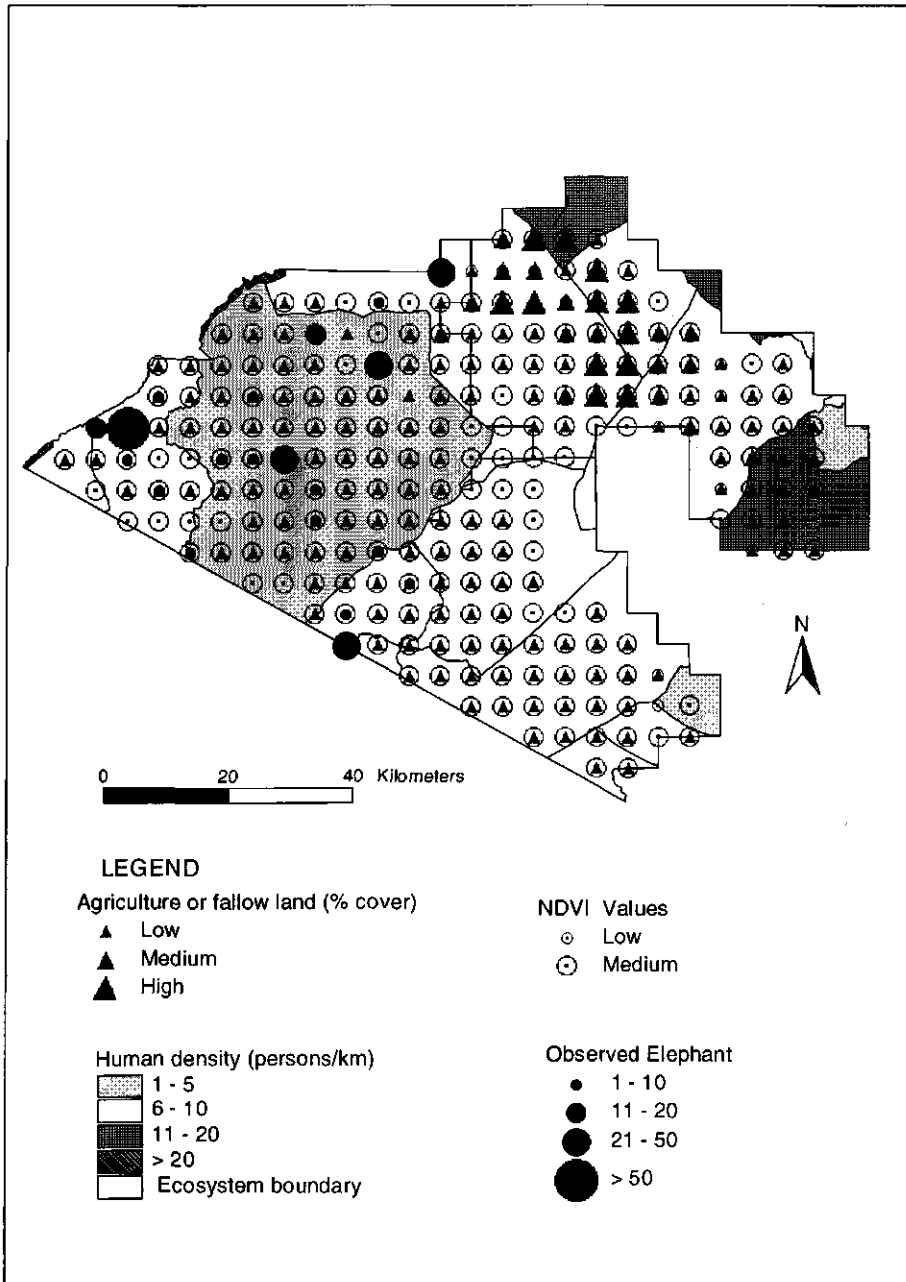 N
0 20 40 Kilometers
LEGEND
Agriculture or fallow land (% cover)
Low
Medium
High
NDVI Values
Low
Medium
Human density (persons/km)
1 - 5
6 - 10
11 - 20
> 20
Ecosystem boundary
Observed Elephant
1 - 10
11 - 20
21 - 50
> 50